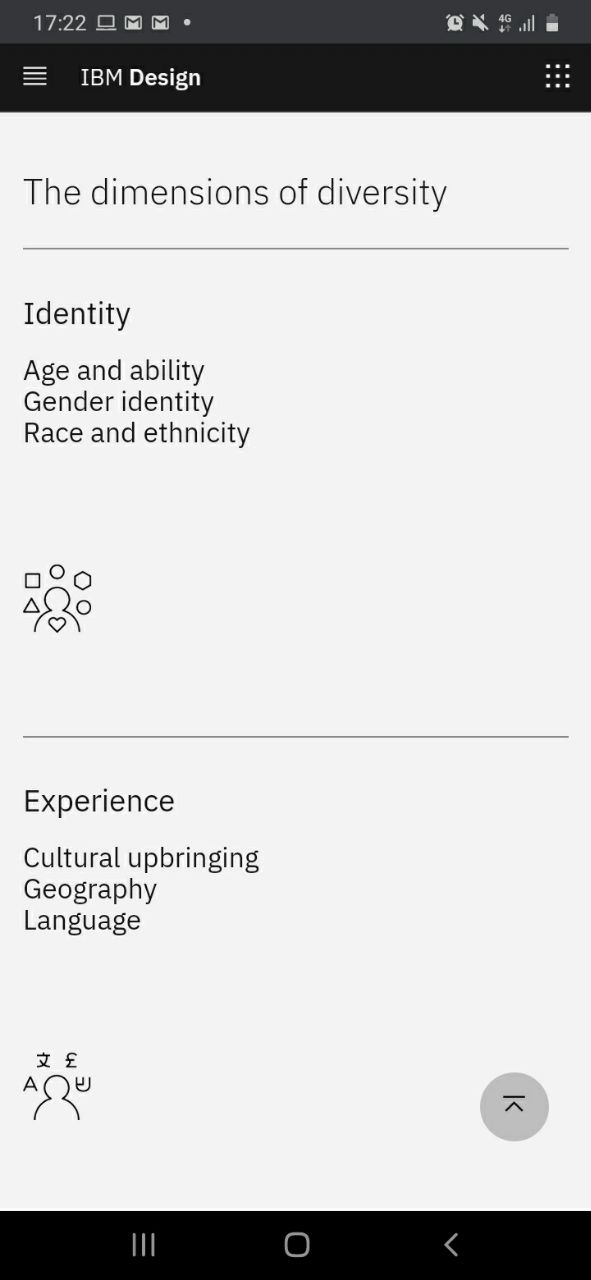 17:22
4G
IBM Design
The dimensions of diversity
Identity
Age and ability
Gender identity
Race and ethnicity
Experience
Cultural upbringing
Geography
Language
文 £
A ש